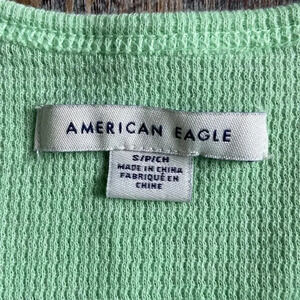 AMERICAN EAGLE
S/P/CH
MADE IN CHINA
FABRIQUÉ EN
CHINE